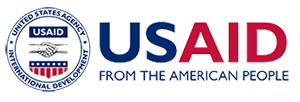 UNITED STATES AGENCY
USAID
INTERNATIONAL DEVELOPMENT
USAID
FROM THE AMERICAN PEOPLE